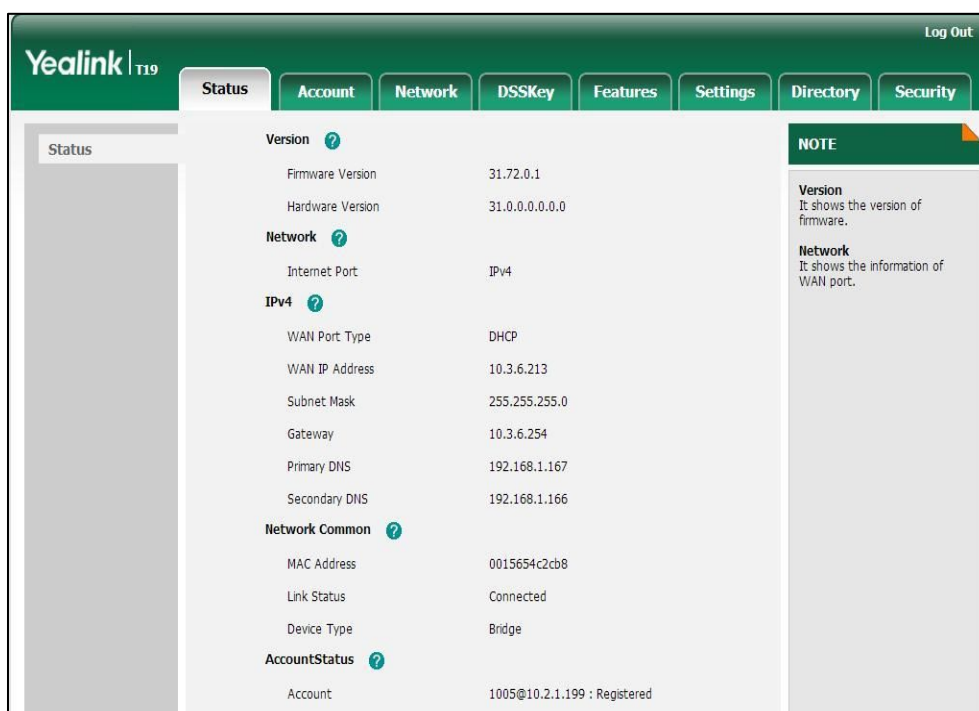 Log Out
Yealink T19
Status Account Network DSSKey Features Settings Directory Security
Status
Version ?
Firmware Version 31.72.0.1
Hardware Version 31.0.0.0.0.0.0
Network ?
Internet Port IPv4
IPv4 ?
WAN Port Type DHCP
WAN IP Address 10.3.6.213
Subnet Mask 255.255.255.0
Gateway 10.3.6.254
Primary DNS 192.168.1.167
Secondary DNS 192.168.1.166
Network Common ?
MAC Address 0015654c2cb8
Link Status Connected
Device Type Bridge
AccountStatus ?
Account 1005@10.2.1.199 : Registered
NOTE
Version
It shows the version of
firmware.
Network
It shows the information of
WAN port.